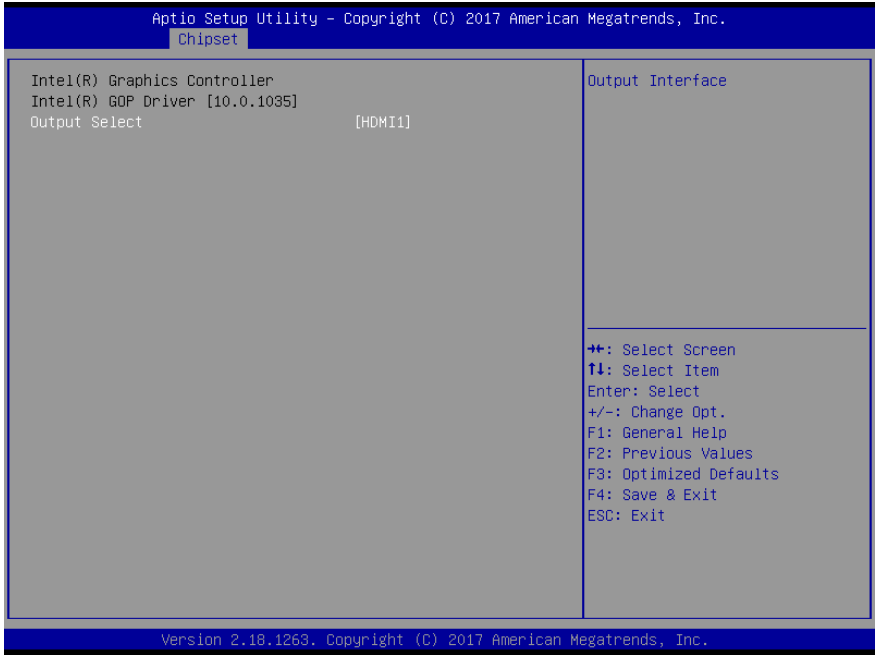 Aptio Setup Utility – Copyright (C) 2017 American Megatrends, Inc.
Chipset
Intel(R) Graphics Controller
Intel(R) GOP Driver [10.0.1035]
Output Select [HDMI1]
Output Interface
→←: Select Screen
↑↓: Select Item
Enter: Select
+/-: Change Opt.
F1: General Help
F2: Previous Values
F3: Optimized Defaults
F4: Save & Exit
ESC: Exit
Version 2.18.1263. Copyright (C) 2017 American Megatrends, Inc.